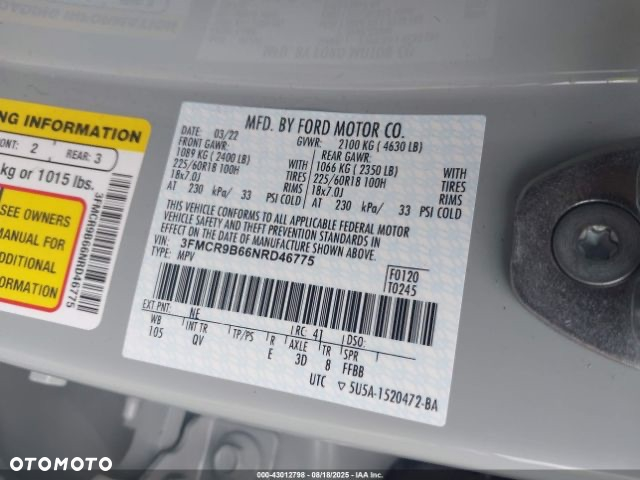 NG INFORMATION
ONT: 2 REAR: 3
kg or 1015 lbs.
SEE OWNERS
MANUAL FOR
ADDITIONAL
3FMCR9B66NRD46775
MFD. BY FORD MOTOR CO.
03/22 GVWR: 2100 KG ( 4630 LB)
FRONT GAWR: REAR GAWR:
1089 KG ( 2400 LB) WITH 1066 KG ( 2350 LB) WITH
225/60R18 100H TIRES 225/60R18 100H TIRES
18x7.0J RIMS 18x7.0J RIMS
AT 230 kPa/ 33 PSI COLD AT 230 kPa/ 33 PSI COLD
THIS VEHICLE CONFORMS TO ALL APPLICABLE FEDERAL MOTOR
VEHICLE SAFETY AND THEFT PREVENTION STANDARDS IN EFFECT
ON THE DATE OF MANUFACTURE SHOWN ABOVE.
VIN: 3FMCR9B66NRD46775
TYPE: MPV
F0120
T0245
EXT PNT: NE RC: 41 DSO:
WB INT TR TP/PS R AXLE TR SPR
105 QV E 3D 8 FFBB
UTC ▽ 5U5A-1520472-BA
OTOMOTO
000-43012798 - 08/18/2025 - IAA Inc.